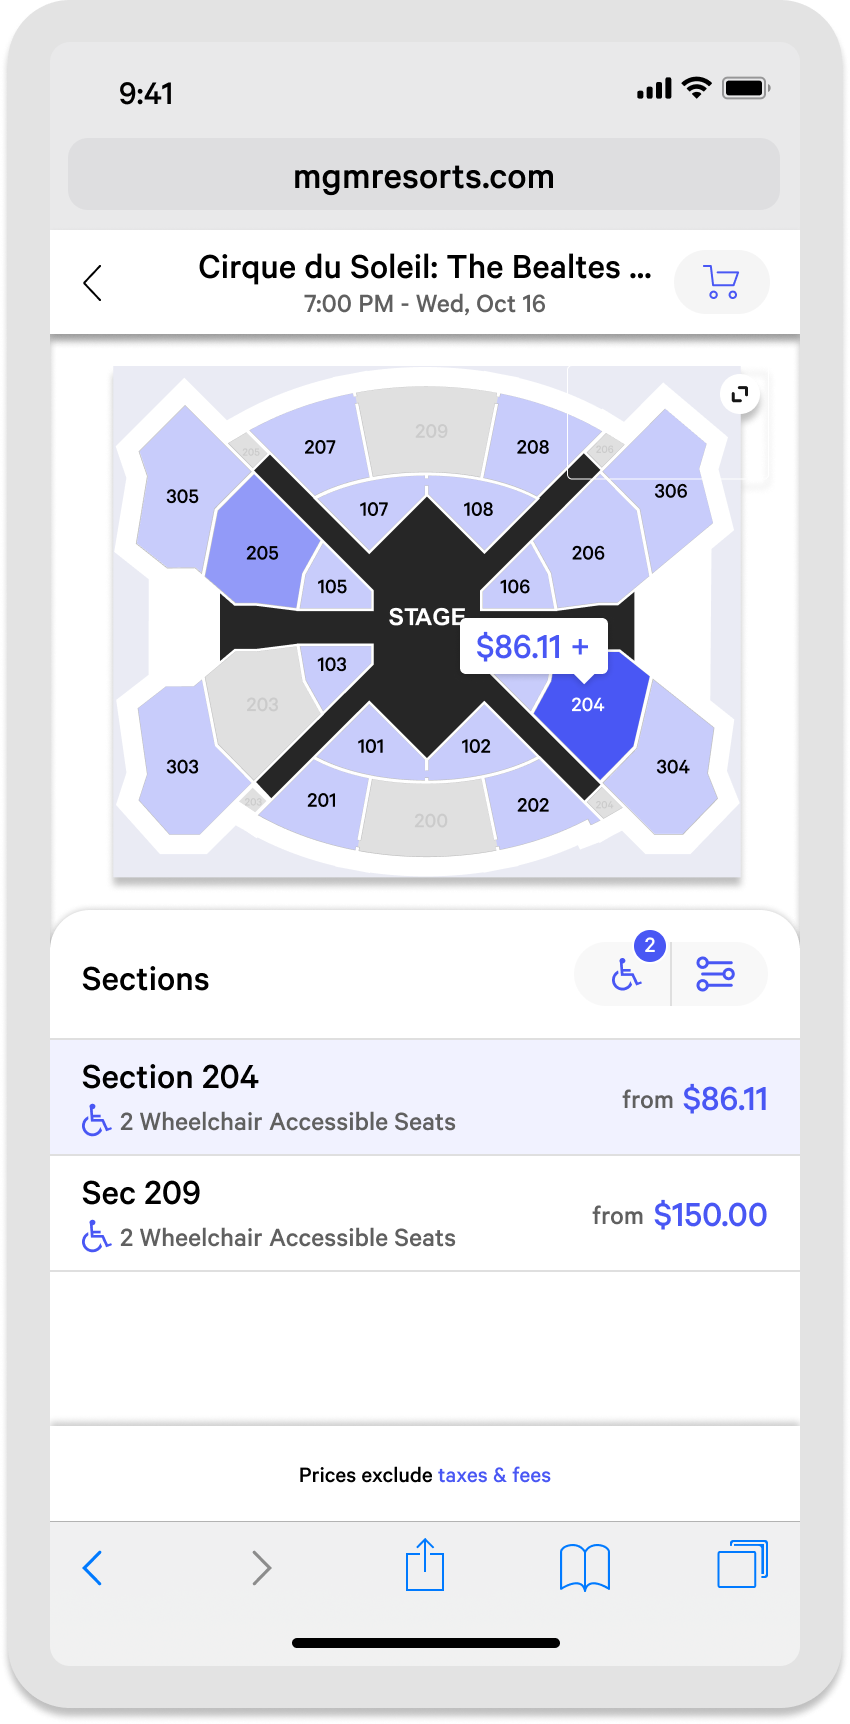 9:41
mgmresorts.com
Cirque du Soleil: The Bealtes ...
7:00 PM - Wed, Oct 16
209
207
208
206
206
305
306
107
108
205
206
105
106
STAGE
$86.11 +
103
203
204
101
102
303
304
201
202
203
204
200
Sections
2
Section 204
2 Wheelchair Accessible Seats
from $86.11
Sec 209
2 Wheelchair Accessible Seats
from $150.00
Prices exclude taxes & fees